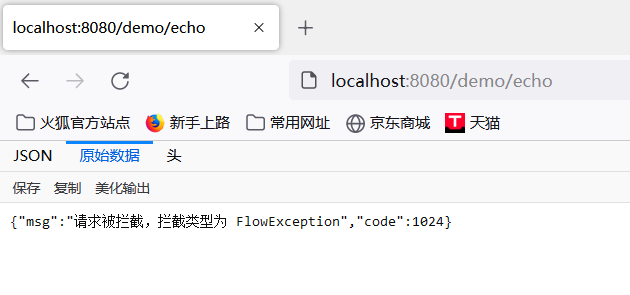 localhost:8080/demo/echo
localhost:8080/demo/echo
火狐官方站点 新手上路 常用网址 京东商城 天猫
JSON 原始数据 头
保存 复制 美化输出
{"msg":"请求被拦截，拦截类型为 FlowException","code":1024}